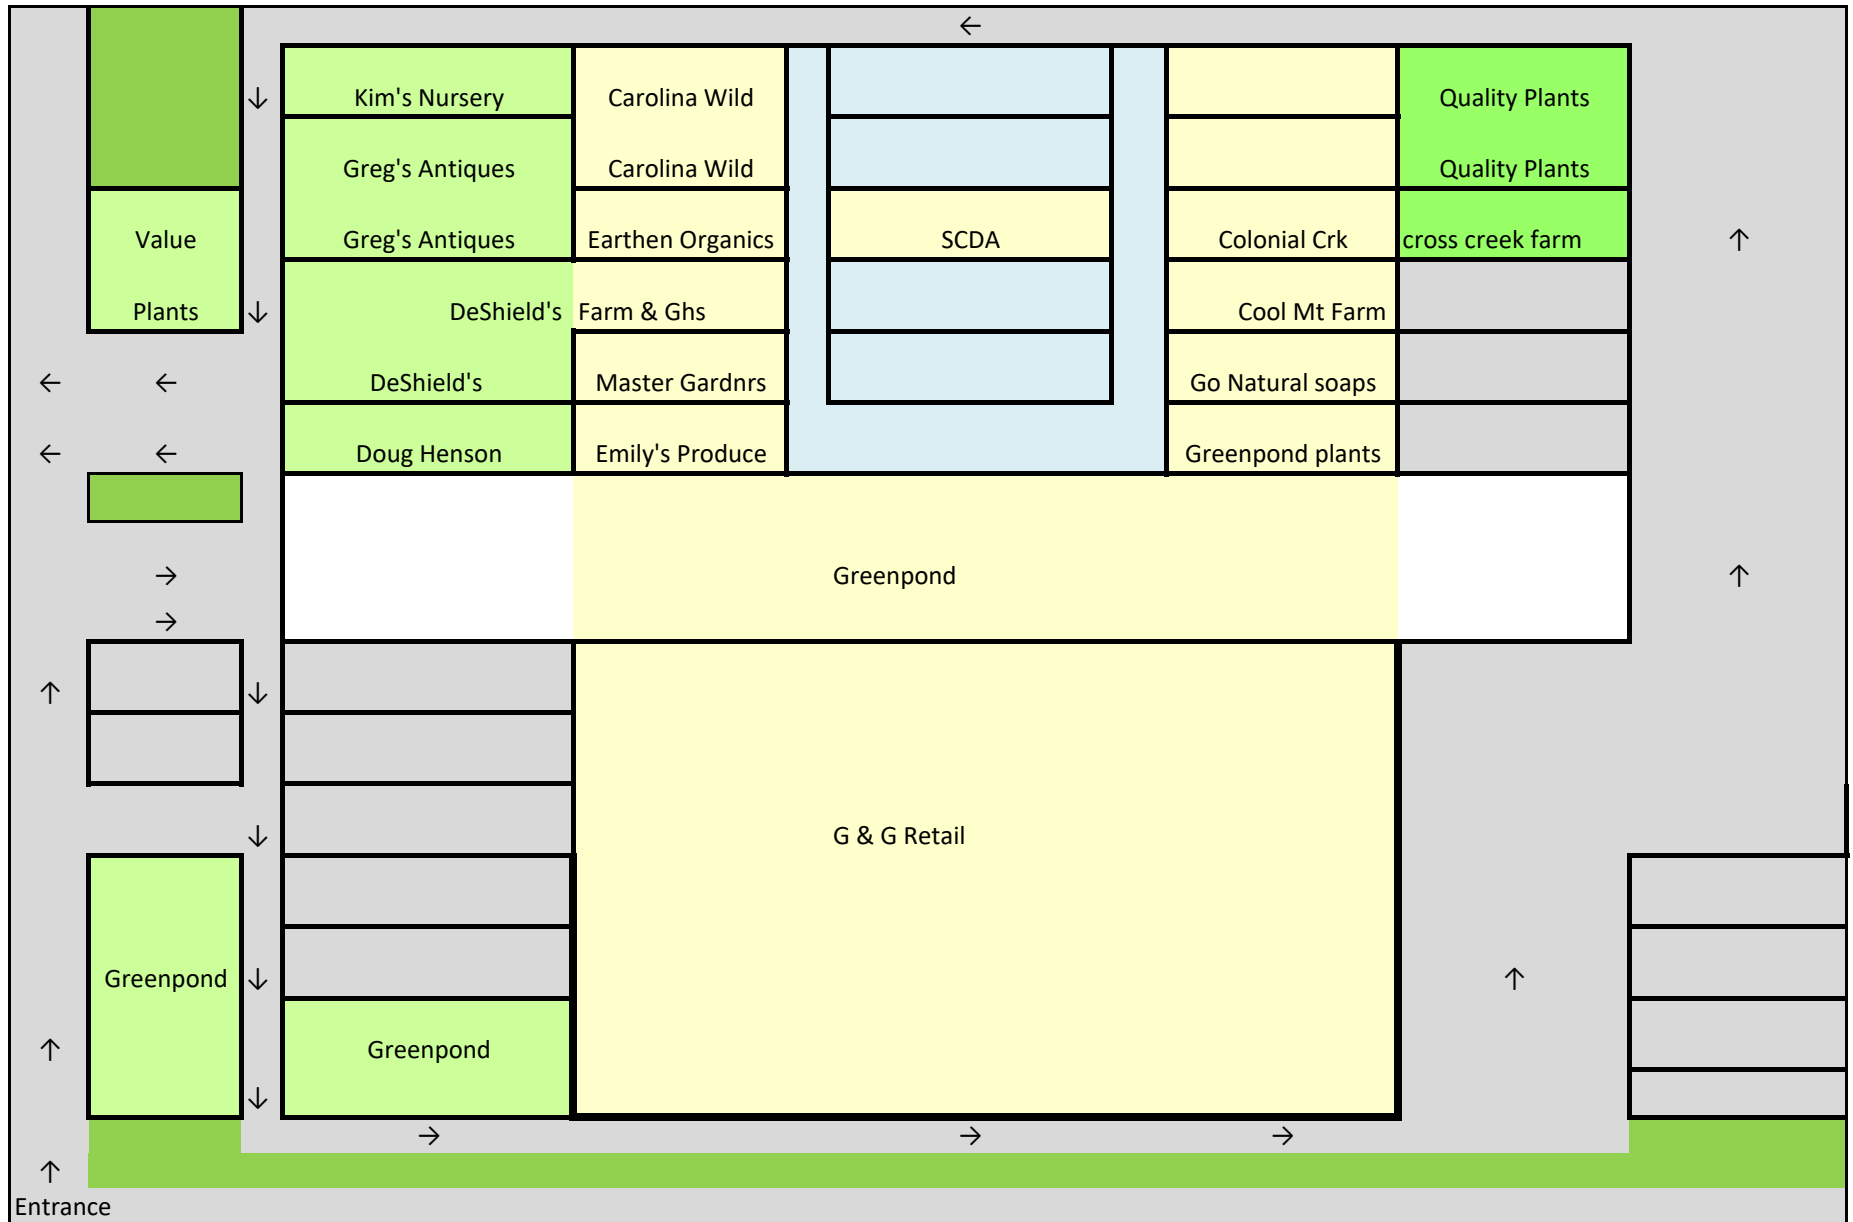 ←
↓ Kim's Nursery Carolina Wild Quality Plants
Greg's Antiques Carolina Wild Quality Plants
Value Greg's Antiques Earthen Organics SCDA Colonial Crk cross creek farm ↑
Plants ↓ DeShield's Farm & Ghs Cool Mt Farm
← ← DeShield's Master Gardnrs Go Natural soaps
← ← Doug Henson Emily's Produce Greenpond plants
→ Greenpond ↑
→
↑ ↓
↓ G & G Retail
Greenpond ↓ ↑
↑ Greenpond
↓
→ → →
↑
Entrance